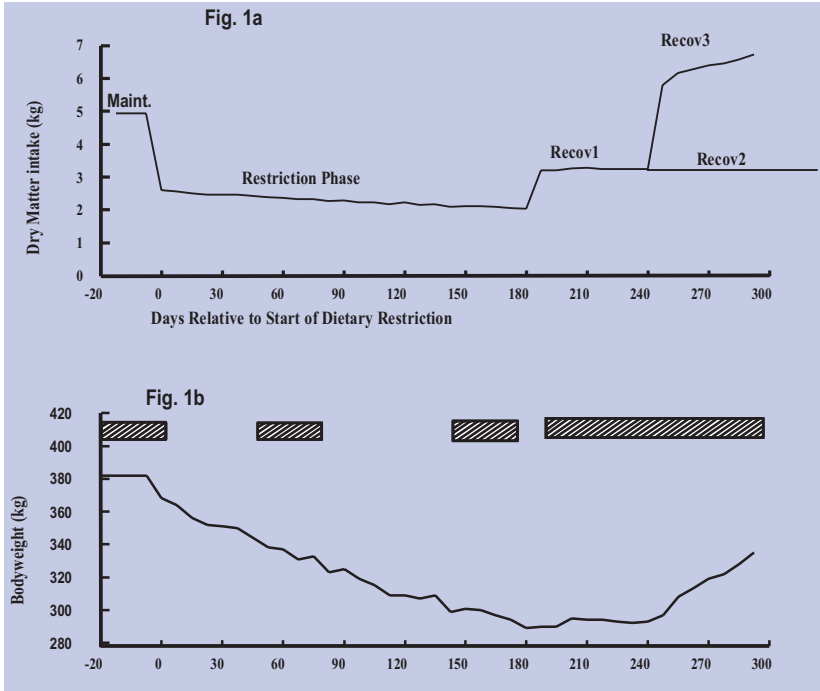 Fig. 1a
7
6
5
4
3
2
1
0
Dry Matter intake (kg)
Maint.
Restriction Phase
Recov1
Recov2
Recov3
-20 0 30 60 90 120 150 180 210 240 270 300
Days Relative to Start of Dietary Restriction
Fig. 1b
420
400
380
360
340
320
300
280
Bodyweight (kg)
-20 0 30 60 90 120 150 180 210 240 270 300